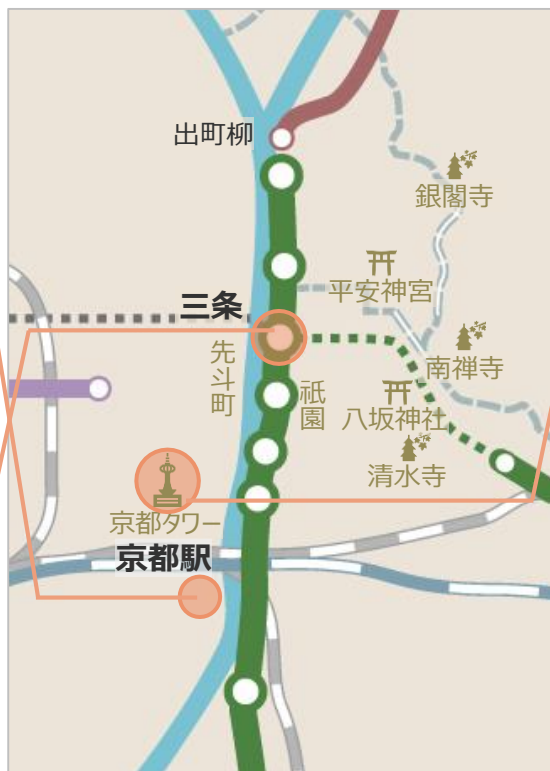 出町柳
銀閣寺
平安神宮
三条
先斗町
祇園
南禅寺
八坂神社
清水寺
京都タワー
京都駅